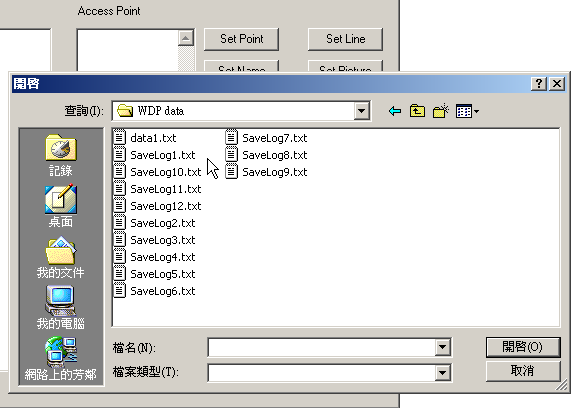 Access Point
Set Point
Set Line
Set Name
Set Picture
開啓
查詢(I):
WDP data
記錄
桌面
我的文件
我的電腦
網路上的芳鄰
data1.txt
SaveLog1.txt
SaveLog10.txt
SaveLog11.txt
SaveLog12.txt
SaveLog2.txt
SaveLog3.txt
SaveLog4.txt
SaveLog5.txt
SaveLog6.txt
SaveLog7.txt
SaveLog8.txt
SaveLog9.txt
檔名(N):
開啓(O)
檔案類型(T):
取消